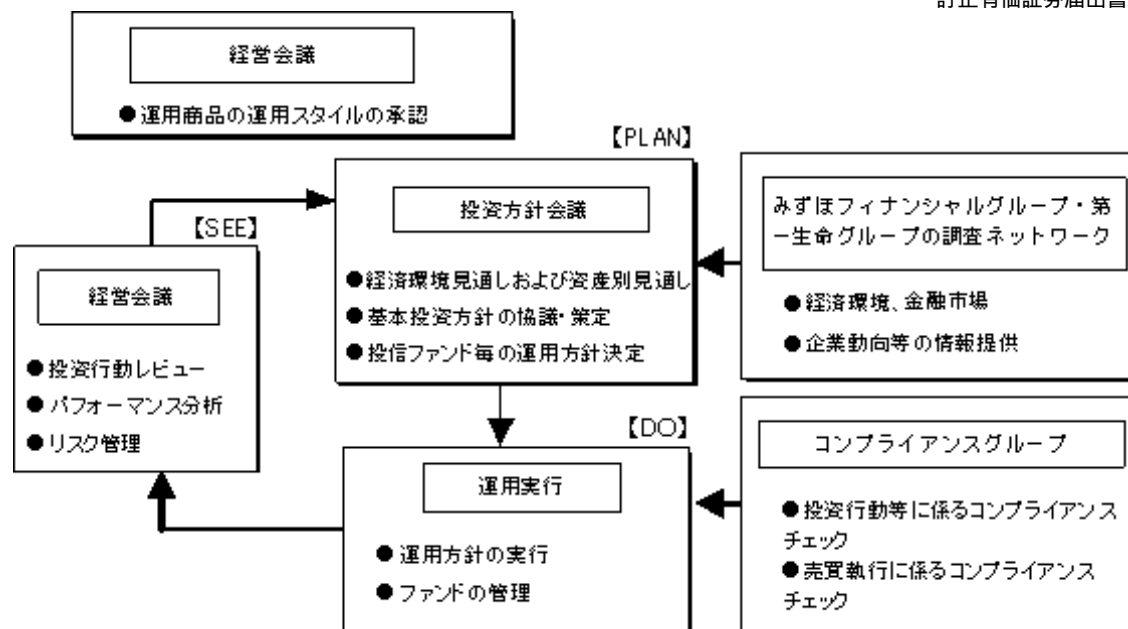 訂正有価証券届出書
経営会議
●運用商品の運用スタイルの承認
【PLAN】
投資方針会議
●経済環境見通しおよび資産別見通し
●基本投資方針の協議・策定
●投信ファンド毎の運用方針決定
みずほフィナンシャルグループ・第
一生命グループの調査ネットワーク
●経済環境、金融市場
●企業動向等の情報提供
【SEE】
経営会議
●投資行動レビュー
●パフォーマンス分析
●リスク管理
【DO】
運用実行
●運用方針の実行
●ファンドの管理
コンプライアンスグループ
●投資行動等に係るコンプライアンス
チェック
●売買執行に係るコンプライアンス
チェック